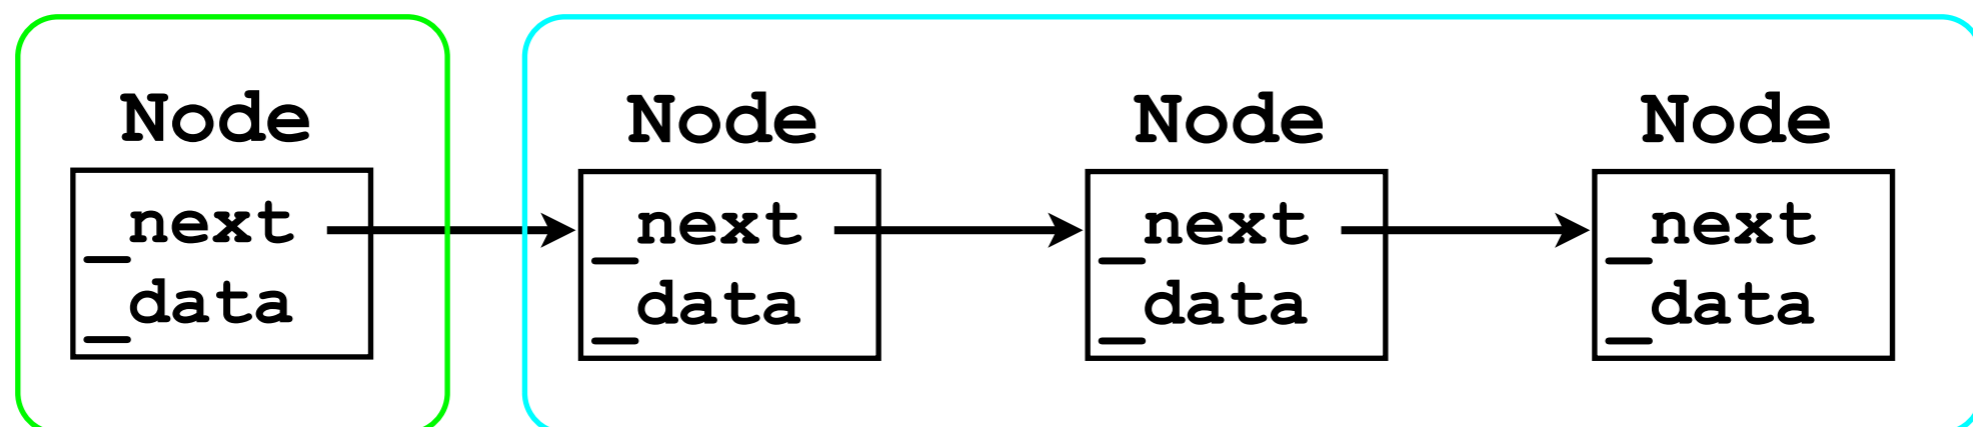 Node Node Node Node
_next _next _next _next
_data _data _data _data